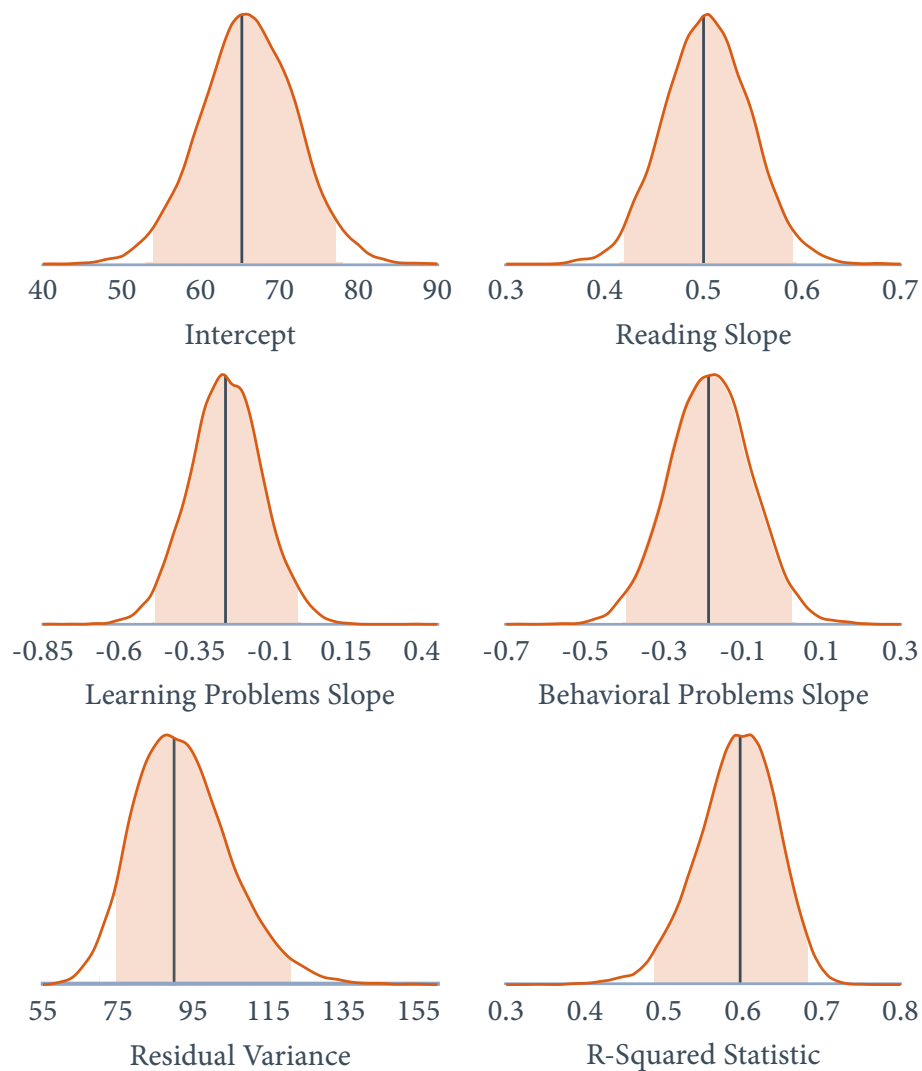 40 50 60 70 80 90
Intercept
0.3 0.4 0.5 0.6 0.7
Reading Slope
-0.85 -0.6 -0.35 -0.1 0.15 0.4
Learning Problems Slope
-0.7 -0.5 -0.3 -0.1 0.1 0.3
Behavioral Problems Slope
55 75 95 115 135 155
Residual Variance
0.3 0.4 0.5 0.6 0.7 0.8
R-Squared Statistic